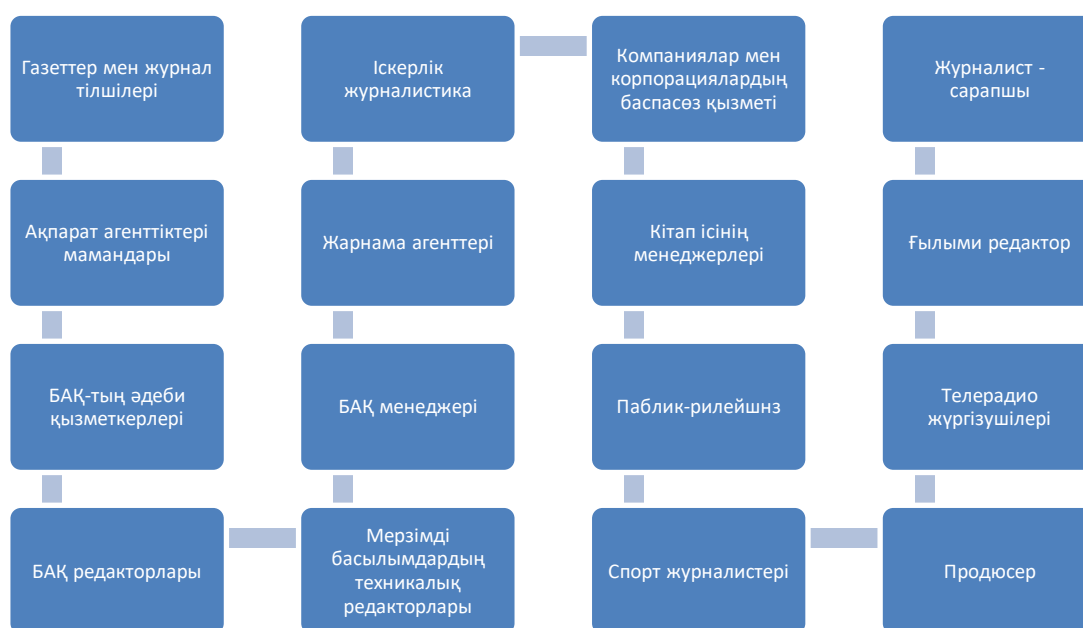 Газеттер мен журнал
тілшілері
Ақпарат агенттіктері
мамандары
БАҚ-тың әдеби
қызметкерлері
БАҚ редакторлары
Мерзімді
басылымдардың
техникалық
редакторлары
БАҚ менеджері
Жарнама агенттері
Іскерлік
журналистика
Компаниялар мен
корпорациялардың
баспасөз қызметі
Кітап ісінің
менеджерлері
Паблик-рилейшнз
Спорт журналистері
Продюсер
Телерадио
жүргізушілері
Ғылыми редактор
Журналист -
сарапшы